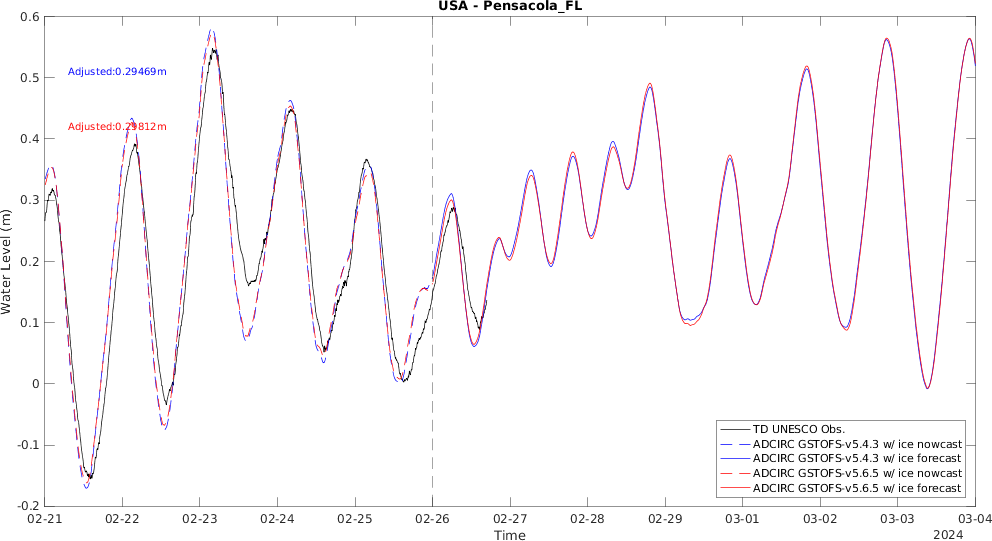 USA - Pensacola_FL
0.6
0.5
0.4
0.3
0.2
0.1
0
-0.1
-0.2
Water Level (m)
Adjusted:0.29469m
Adjusted:0.29812m
TD UNESCO Obs.
ADCIRC GSTOFS-v5.4.3 w/ ice nowcast
ADCIRC GSTOFS-v5.4.3 w/ ice forecast
ADCIRC GSTOFS-v5.6.5 w/ ice nowcast
ADCIRC GSTOFS-v5.6.5 w/ ice forecast
02-21 02-22 02-23 02-24 02-25 02-26 02-27 02-28 02-29 03-01 03-02 03-03 03-04
Time
2024